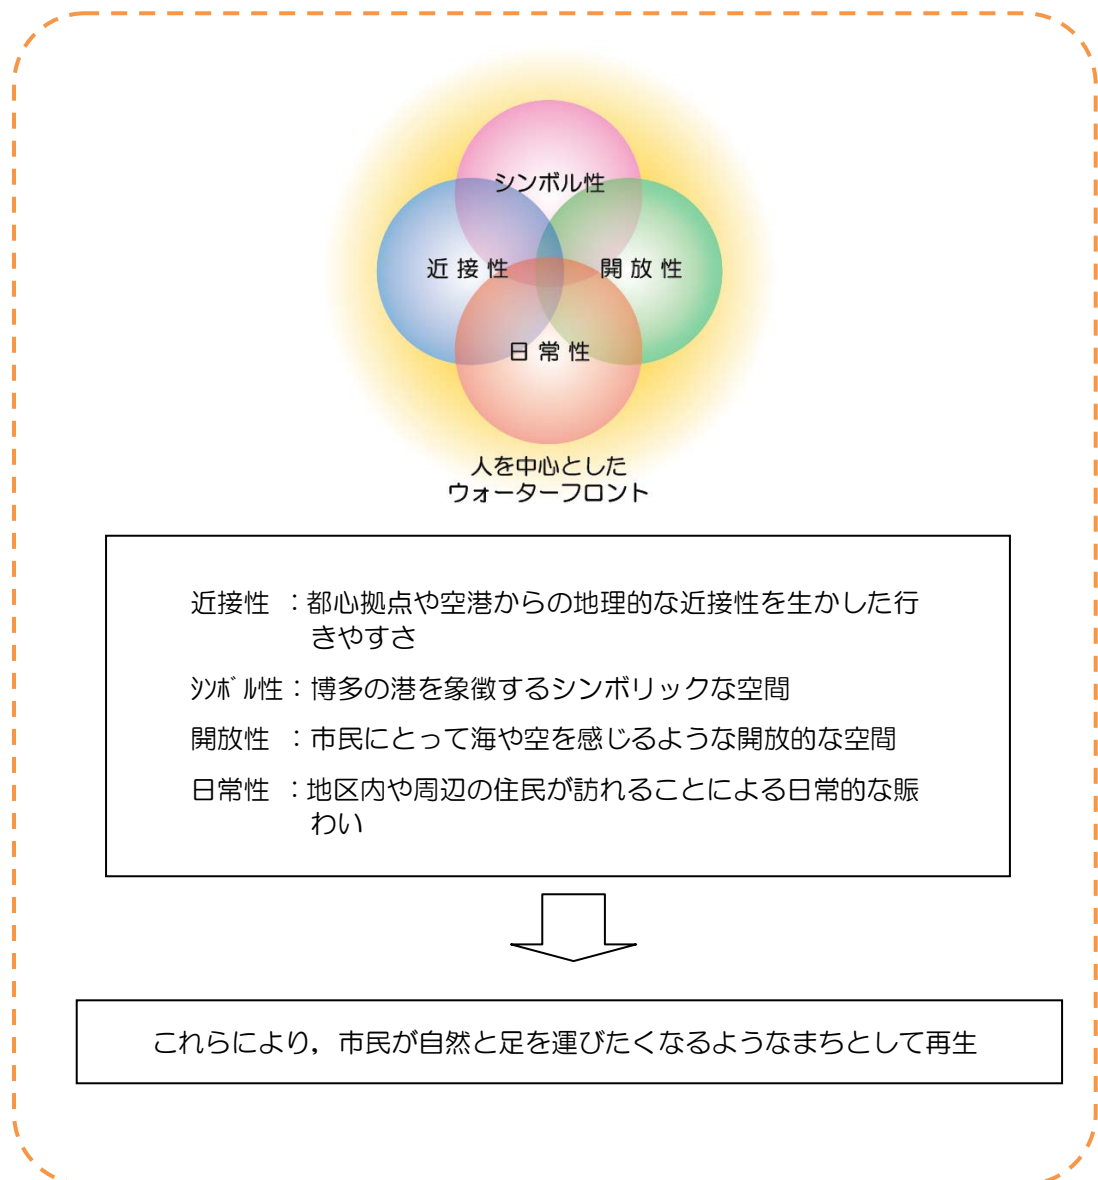 シンボル性
近接性
開放性
日常性
人を中心とした
ウォーターフロント
近接性 ：都心拠点や空港からの地理的な近接性を生かした行
きやすさ
ｼﾝﾎﾞﾙ性：博多の港を象徴するシンボリックな空間
開放性 ：市民にとって海や空を感じるような開放的な空間
日常性 ：地区内や周辺の住民が訪れることによる日常的な賑
わい
これらにより，市民が自然と足を運びたくなるようなまちとして再生